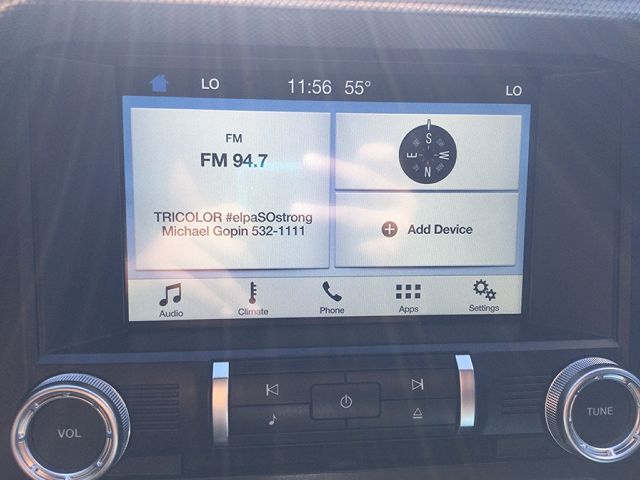 LO 11:56 55° LO
FM
FM 94.7
TRICOLOR #elpaSOstrong
Michael Gopin 532-1111
S
E W
N
Add Device
Audio Climate Phone Apps Settings
VOL TUNE